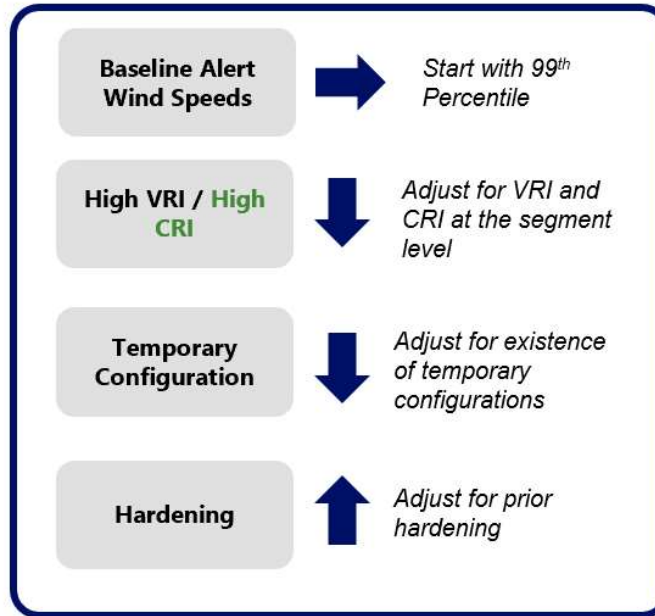 Baseline Alert
Wind Speeds
Start with 99th
Percentile
High VRI / High
CRI
Adjust for VRI and
CRI at the segment
level
Temporary
Configuration
Adjust for existence
of temporary
configurations
Hardening
Adjust for prior
hardening